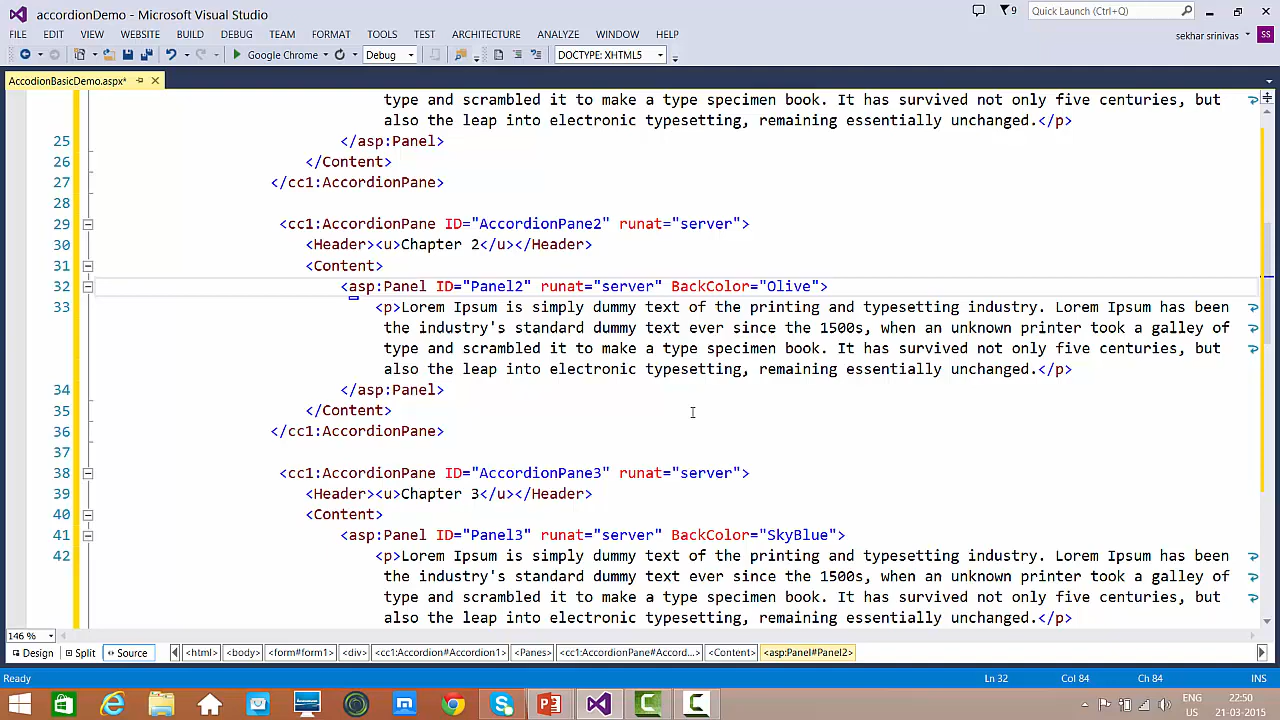 accordionDemo - Microsoft Visual Studio
9
Quick Launch (Ctrl+Q)
FILE EDIT VIEW WEBSITE BUILD DEBUG TEAM FORMAT TOOLS TEST ARCHITECTURE ANALYZE WINDOW HELP
sekhar srinivas
SS
Google Chrome
Debug
DOCTYPE: XHTML5
AccodionBasicDemo.aspx*
type and scrambled it to make a type specimen book. It has survived not only five centuries, but
also the leap into electronic typesetting, remaining essentially unchanged.</p>
25 </asp:Panel>
26 </Content>
27 </cc1:AccordionPane>
28
29 <cc1:AccordionPane ID="AccordionPane2" runat="server">
30 <Header><u>Chapter 2</u></Header>
31 <Content>
32 <asp:Panel ID="Panel2" runat="server" BackColor="Olive">
33 <p>Lorem Ipsum is simply dummy text of the printing and typesetting industry. Lorem Ipsum has been
the industry's standard dummy text ever since the 1500s, when an unknown printer took a galley of
type and scrambled it to make a type specimen book. It has survived not only five centuries, but
also the leap into electronic typesetting, remaining essentially unchanged.</p>
34 </asp:Panel>
35 </Content>
36 </cc1:AccordionPane>
37
38 <cc1:AccordionPane ID="AccordionPane3" runat="server">
39 <Header><u>Chapter 3</u></Header>
40 <Content>
41 <asp:Panel ID="Panel3" runat="server" BackColor="SkyBlue">
42 <p>Lorem Ipsum is simply dummy text of the printing and typesetting industry. Lorem Ipsum has been
the industry's standard dummy text ever since the 1500s, when an unknown printer took a galley of
type and scrambled it to make a type specimen book. It has survived not only five centuries, but
also the leap into electronic typesetting, remaining essentially unchanged.</p>
146 %
Design Split Source <html> <body> <form#form1> <div> <cc1:Accordion#Accordion1> <Panes> <cc1:AccordionPane#Accord...> <Content> <asp:Panel#Panel2>
Ready Ln 32 Col 84 Ch 84 INS
ENG 22:50
US 21-03-2015